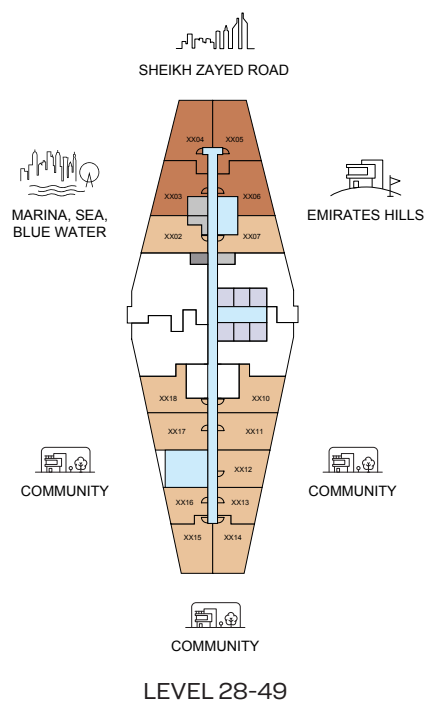 SHEIKH ZAYED ROAD
XX04
XX05
MARINA, SEA,
BLUE WATER
XX03
XX06
EMIRATES HILLS
XX02
XX07
XX18
XX10
XX17
XX11
XX12
COMMUNITY
COMMUNITY
XX16
XX13
XX15
XX14
COMMUNITY
LEVEL 28-49